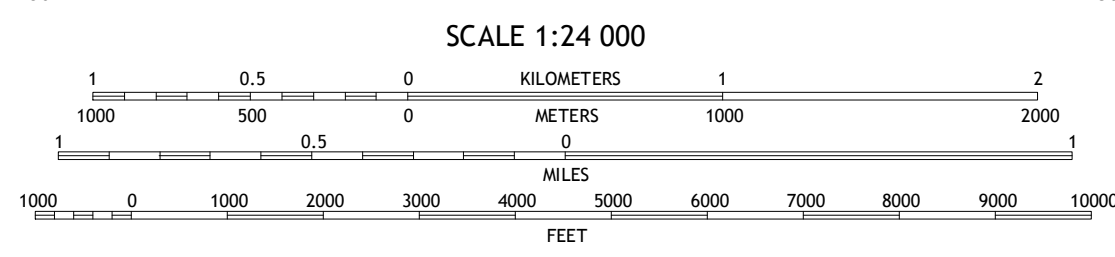 SCALE 1:24 000
1 0.5 0 KILOMETERS 1 2
1000 500 0 METERS 1000 2000
1 0.5 0 1
MILES
1000 0 1000 2000 3000 4000 5000 6000 7000 8000 9000 10000
FEET